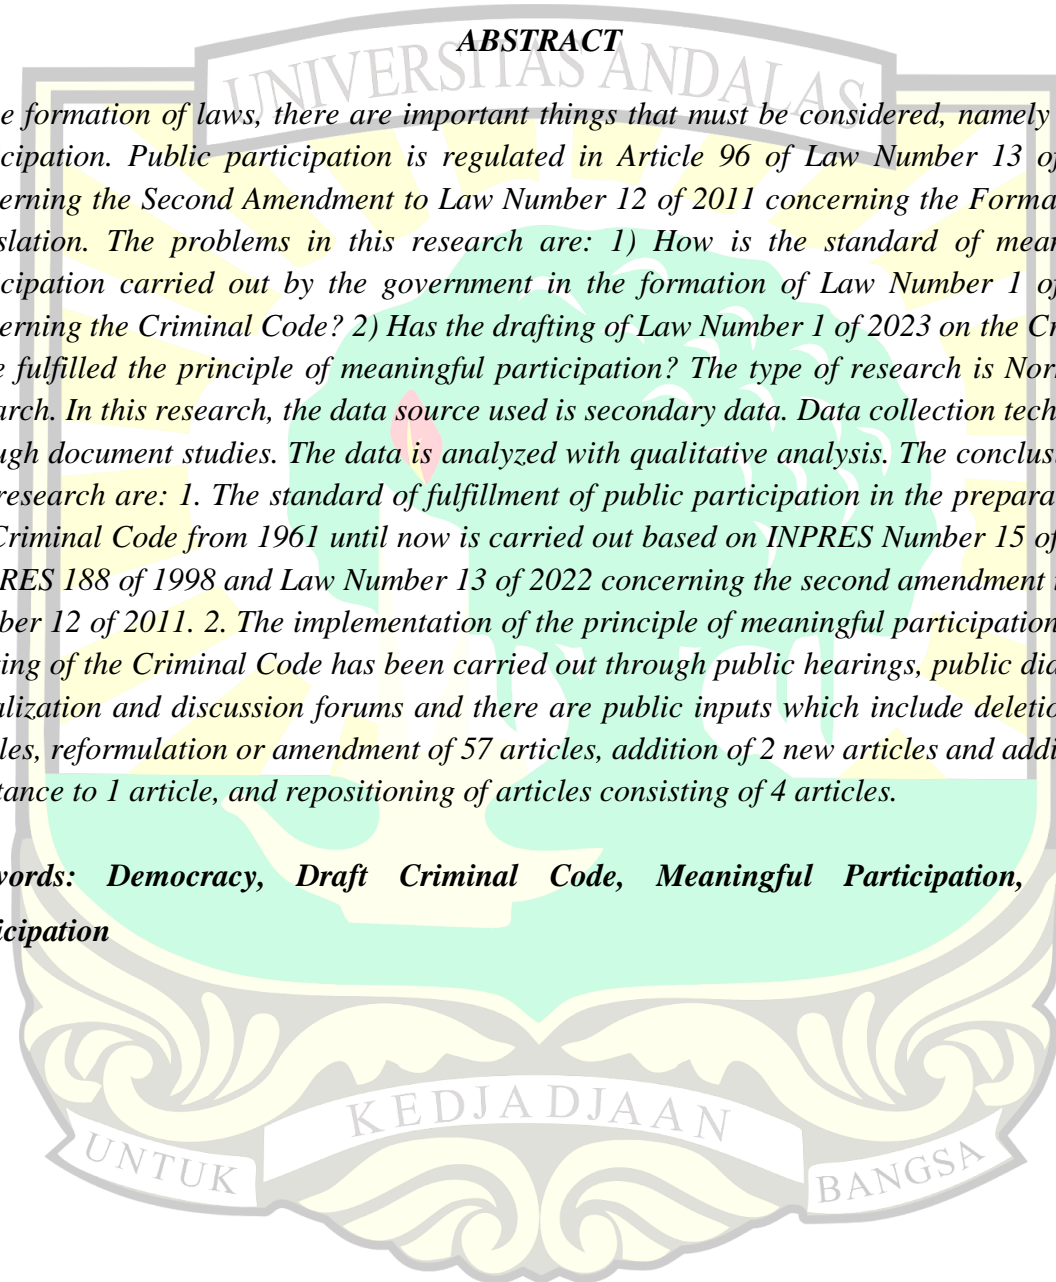 ABSTRACT
UNIVERSITAS ANDALAS
e formation of laws, there are important things that must be considered, namely
cipation. Public participation is regulated in Article 96 of Law Number 13 of
erning the Second Amendment to Law Number 12 of 2011 concerning the Forma
slation. The problems in this research are: 1) How is the standard of mean
cipation carried out by the government in the formation of Law Number 1 of
erning the Criminal Code? 2) Has the drafting of Law Number 1 of 2023 on the Cr
e fulfilled the principle of meaningful participation? The type of research is Nor
arch. In this research, the data source used is secondary data. Data collection tech
ugh document studies. The data is analyzed with qualitative analysis. The conclus
research are: 1. The standard of fulfillment of public participation in the prepara
Criminal Code from 1961 until now is carried out based on INPRES Number 15 of
RES 188 of 1998 and Law Number 13 of 2022 concerning the second amendment
ber 12 of 2011. 2. The implementation of the principle of meaningful participation
ting of the Criminal Code has been carried out through public hearings, public dia
alization and discussion forums and there are public inputs which include deletio
les, reformulation or amendment of 57 articles, addition of 2 new articles and addi
tance to 1 article, and repositioning of articles consisting of 4 articles.
words: Democracy, Draft Criminal Code, Meaningful Participation,
icipation
UNTUK KEDJADJAAN BANGSA